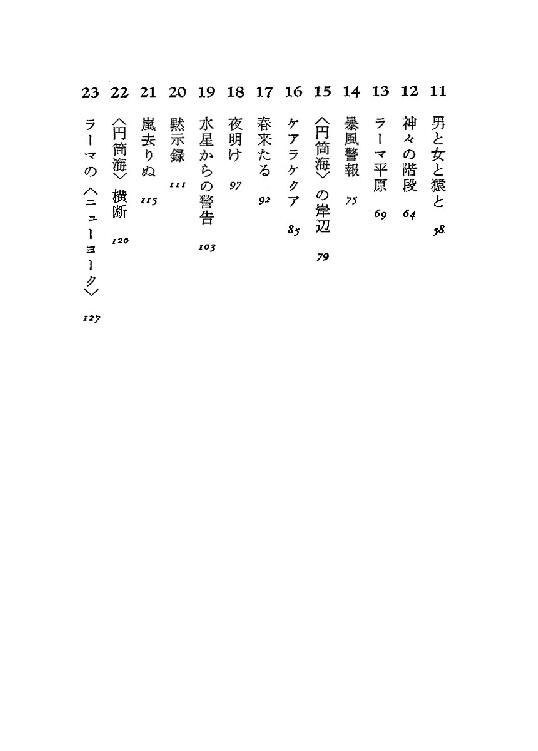 11 男と女と猿と 58
12 神々の階段 64
13 ラーマ平原 69
14 暴風警報 75
15 〈円筒海〉の岸辺 79
16 ケアラケクア 85
17 春来たる 92
18 夜明け 97
19 水星からの警告 103
20 黙示録 111
21 嵐去りぬ 115
22 〈円筒海〉横断 120
23 ラーマの〈ニューヨーク〉 127